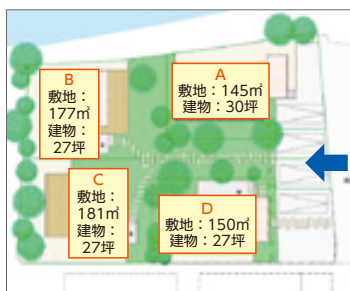 A
敷地：145㎡
建物：30坪
B
敷地：
177㎡
建物：
27坪
C
敷地：
181㎡
建物：
27坪
D
敷地：150㎡
建物：27坪